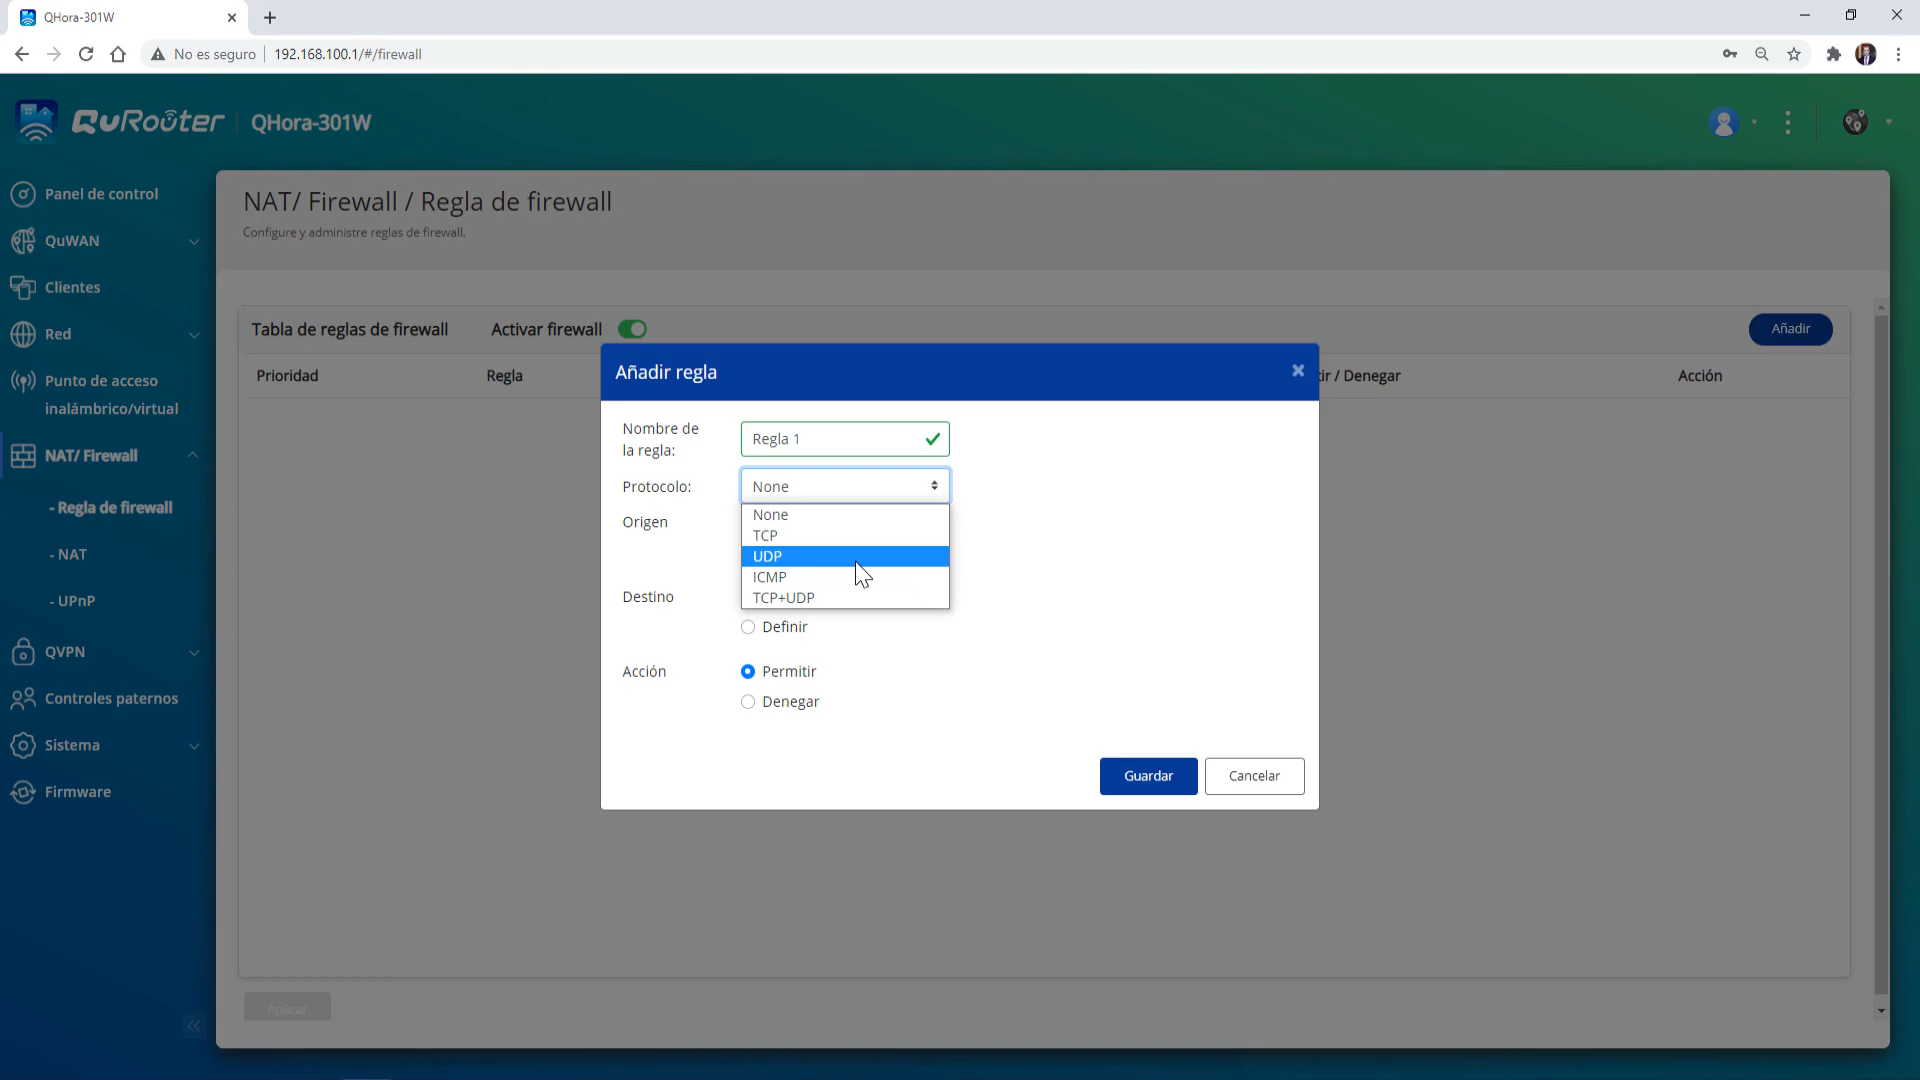 QHora-301W
No es seguro
192.168.100.1/#/firewall
QuRouter
QHora-301W
Panel de control
QuWAN
Clientes
Red
Punto de acceso
inalámbrico/virtual
NAT/ Firewall
- Regla de firewall
- NAT
- UPnP
QVPN
Controles paternos
Sistema
Firmware
NAT/ Firewall / Regla de firewall
Configure y administre reglas de firewall.
Tabla de reglas de firewall
Activar firewall
Añadir
Prioridad
Regla
ir / Denegar
Acción
Añadir regla
Nombre de
la regla:
Regla 1
Protocolo:
None
None
TCP
UDP
ICMP
TCP+UDP
Origen
Destino
Definir
Acción
Permitir
Denegar
Guardar
Cancelar
Aplicar